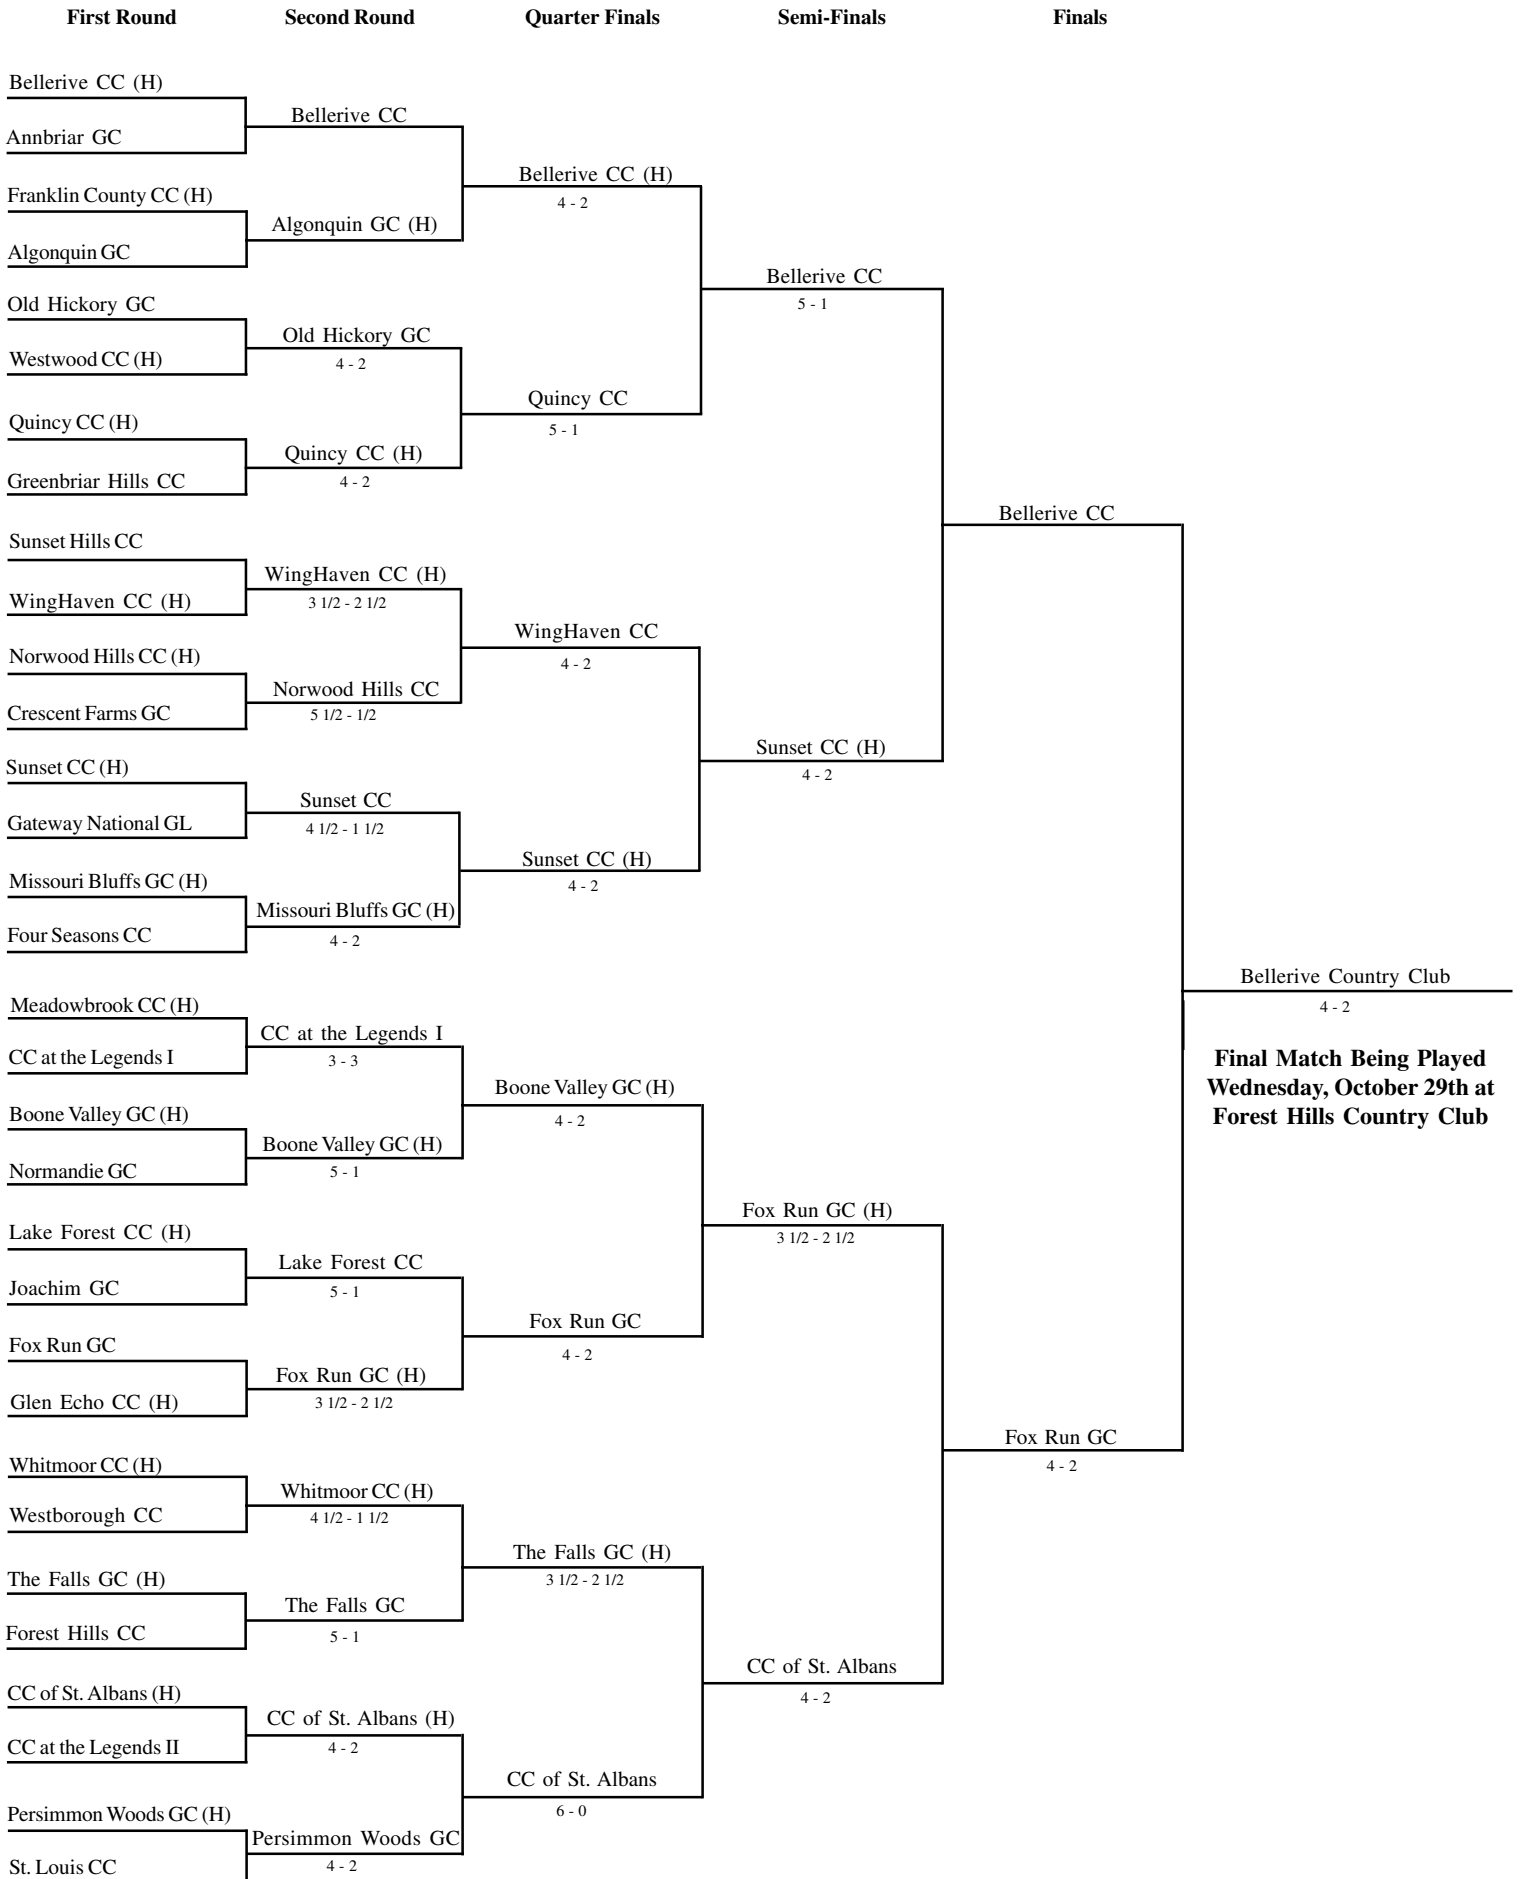 First Round
Second Round
Quarter Finals
Semi-Finals
Finals
Bellerive CC (H)
Annbriar GC
Franklin County CC (H)
Algonquin GC
Old Hickory GC
Westwood CC (H)
Quincy CC (H)
Greenbriar Hills CC
Sunset Hills CC
WingHaven CC (H)
Norwood Hills CC (H)
Crescent Farms GC
Sunset CC (H)
Gateway National GL
Missouri Bluffs GC (H)
Four Seasons CC
Meadowbrook CC (H)
CC at the Legends I
Boone Valley GC (H)
Normandie GC
Lake Forest CC (H)
Joachim GC
Fox Run GC
Glen Echo CC (H)
Whitmoor CC (H)
Westborough CC
The Falls GC (H)
Forest Hills CC
CC of St. Albans (H)
CC at the Legends II
Persimmon Woods GC (H)
St. Louis CC
Bellerive CC
Algonquin GC (H)
Old Hickory GC
4 - 2
Quincy CC (H)
4 - 2
WingHaven CC (H)
3 1/2 - 2 1/2
Norwood Hills CC
5 1/2 - 1/2
Sunset CC
4 1/2 - 1 1/2
Missouri Bluffs GC (H)
4 - 2
CC at the Legends I
3 - 3
Boone Valley GC (H)
5 - 1
Lake Forest CC
5 - 1
Fox Run GC (H)
3 1/2 - 2 1/2
Whitmoor CC (H)
4 1/2 - 1 1/2
The Falls GC
5 - 1
CC of St. Albans (H)
4 - 2
Persimmon Woods GC
4 - 2
Bellerive CC (H)
4 - 2
Quincy CC
5 - 1
WingHaven CC
4 - 2
Sunset CC (H)
4 - 2
Boone Valley GC (H)
4 - 2
Fox Run GC
4 - 2
The Falls GC (H)
3 1/2 - 2 1/2
CC of St. Albans
6 - 0
Bellerive CC
5 - 1
Sunset CC (H)
4 - 2
Fox Run GC (H)
3 1/2 - 2 1/2
CC of St. Albans
4 - 2
Bellerive CC
Fox Run GC
4 - 2
Bellerive Country Club
4 - 2
Final Match Being Played
Wednesday, October 29th at
Forest Hills Country Club